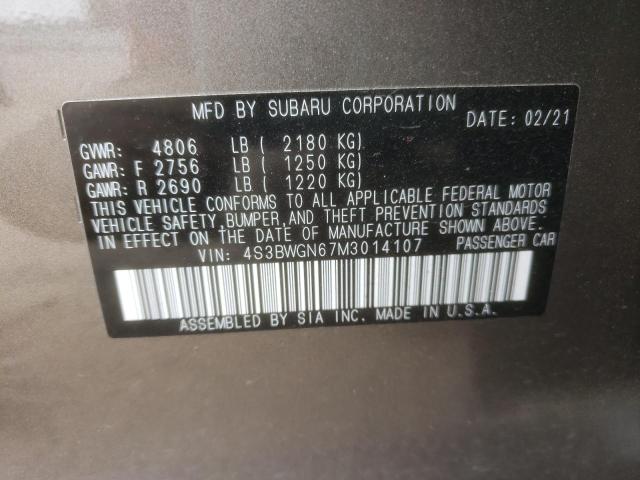 MFD BY SUBARU CORPORATION
DATE: 02/21
GVWR: 4806 LB ( 2180 KG)
GAWR: F 2756 LB ( 1250 KG)
GAWR: R 2690 LB ( 1220 KG)
THIS VEHICLE CONFORMS TO ALL APPLICABLE FEDERAL MOTOR
VEHICLE SAFETY, BUMPER, AND THEFT PREVENTION STANDARDS
IN EFFECT ON THE DATE OF MANUFACTURE SHOWN ABOVE.
VIN: 4S3BWGN67M3014107 PASSENGER CAR
ASSEMBLED BY SIA INC. MADE IN U.S.A.